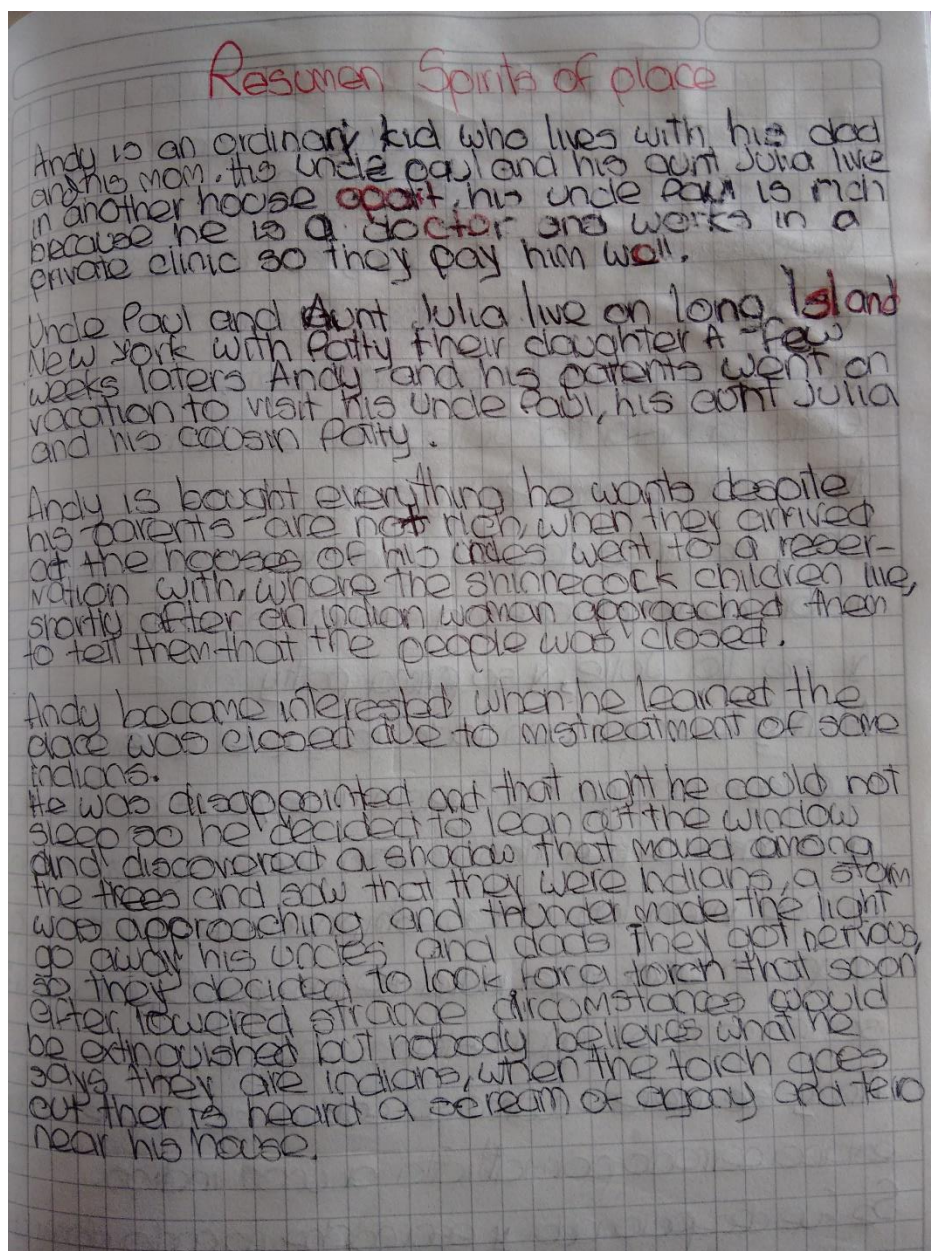 Resumen Spirits of place
Andy is an ordinary kid who lives with his dad
and his mom. His uncle paul and his aunt Julia live
in another house apart, his uncle Paul is rich
because he is a doctor and works in a
private clinic so they pay him well.
Uncle Paul and Aunt Julia live on long Island
New york with Patty their daughter A few
weeks laters Andy and his parents went on
vacation to visit his uncle Paul, his aunt Julia
and his cousin Patty.
Andy is bought everything he wants despite
his parents are not rich, when they arrived
at the houses of his uncles went to a reser-
vation with, where the shinnecock children live,
shortly after an indian woman approached them
to tell them that the people was closed.
Andy became interested when he learnet the
place was closed due to mistreatment of some
indians.
He was disappointed and that night he could not
sleep so he decided to lean out the window
and discovered a shadow that moved among
the trees and saw that they were indians, a storm
was approaching and thunder made the light
go away his uncles and dads they got nervous,
so they decided to look for a torch that soon
after, lowered strange circumstances would
be extinguished but nobody believes what he
says they are indians, when the torch goes
out ther is heard a scream of agony and
near his house.